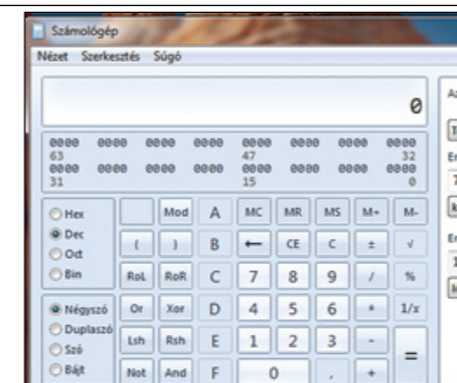 Számológép
Nézet Szerkesztés Súgó
0
0000 0000 0000 0000 0000 0000 0000 0000
63 47 32
0000 0000 0000 0000 0000 0000 0000 0000
31 15 0
Hex Mod A MC MR MS M+ M-
Dec ( ) B ← CE C ± √
Oct
Bin RoL RoR C 7 8 9 / %
Négyszó Or Xor D 4 5 6 * 1/x
Duplaszó
Szó Lsh Rsh E 1 2 3 - =
Bájt Not And F 0 , +